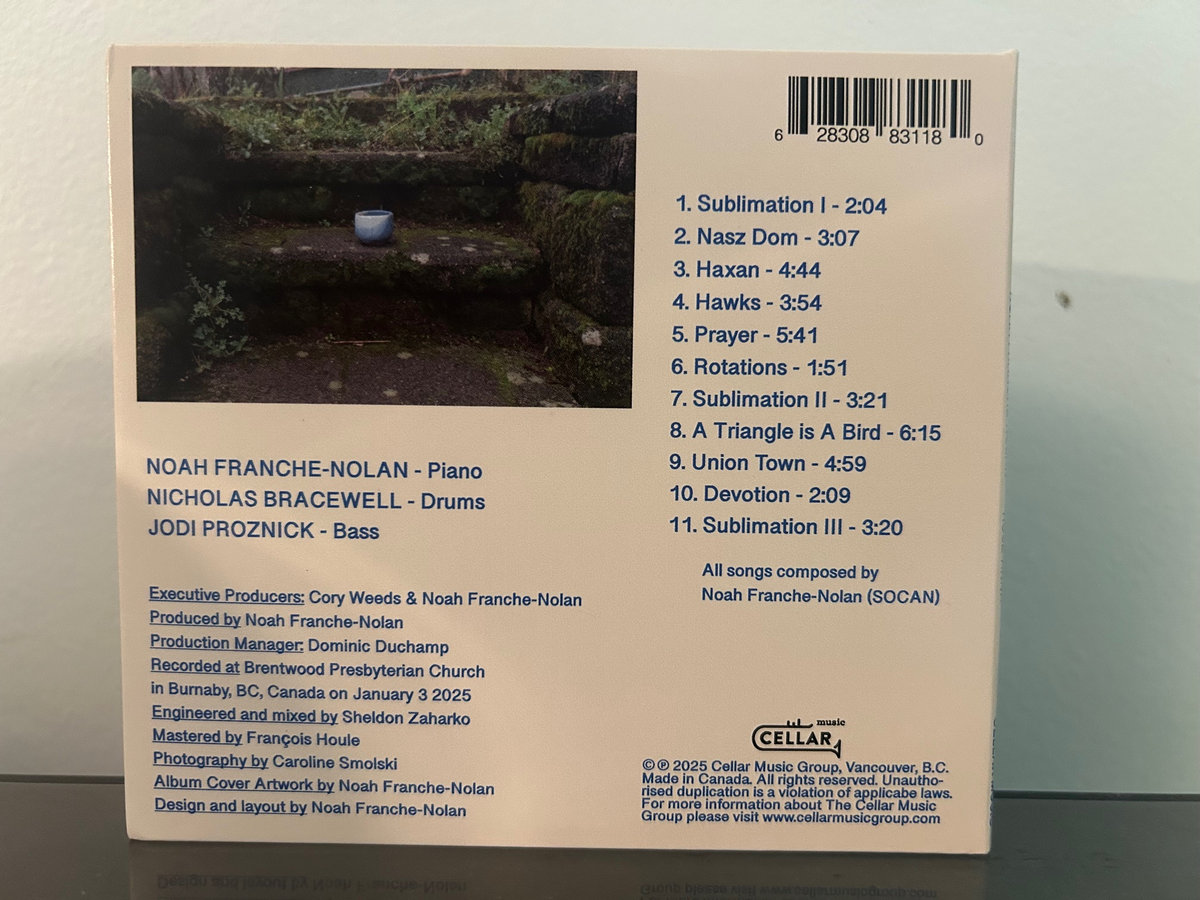 6 28308 83118 0
1. Sublimation I - 2:04
2. Nasz Dom - 3:07
3. Haxan - 4:44
4. Hawks - 3:54
5. Prayer - 5:41
6. Rotations - 1:51
7. Sublimation II - 3:21
8. A Triangle is A Bird - 6:15
9. Union Town - 4:59
10. Devotion - 2:09
11. Sublimation III - 3:20
All songs composed by
Noah Franche-Nolan (SOCAN)
NOAH FRANCHE-NOLAN - Piano
NICHOLAS BRACEWELL - Drums
JODI PROZNICK - Bass
Executive Producers: Cory Weeds & Noah Franche-Nolan
Produced by Noah Franche-Nolan
Production Manager: Dominic Duchamp
Recorded at Brentwood Presbyterian Church
in Burnaby, BC, Canada on January 3 2025
Engineered and mixed by Sheldon Zaharko
Mastered by François Houle
Photography by Caroline Smolski
Album Cover Artwork by Noah Franche-Nolan
Design and layout by Noah Franche-Nolan
music
CELLAR
©℗ 2025 Cellar Music Group, Vancouver, B.C.
Made in Canada. All rights reserved. Unautho-
rised duplication is a violation of applicabe laws.
For more information about The Cellar Music
Group please visit www.cellarmusicgroup.com